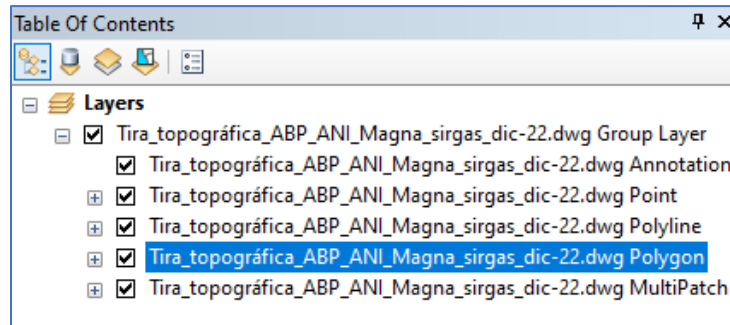 Table Of Contents
Layers
Tira_topográfica_ABP_ANI_Magna_sirgas_dic-22.dwg Group Layer
Tira_topográfica_ABP_ANI_Magna_sirgas_dic-22.dwg Annotation
Tira_topográfica_ABP_ANI_Magna_sirgas_dic-22.dwg Point
Tira_topográfica_ABP_ANI_Magna_sirgas_dic-22.dwg Polyline
Tira_topográfica_ABP_ANI_Magna_sirgas_dic-22.dwg Polygon
Tira_topográfica_ABP_ANI_Magna_sirgas_dic-22.dwg MultiPatch